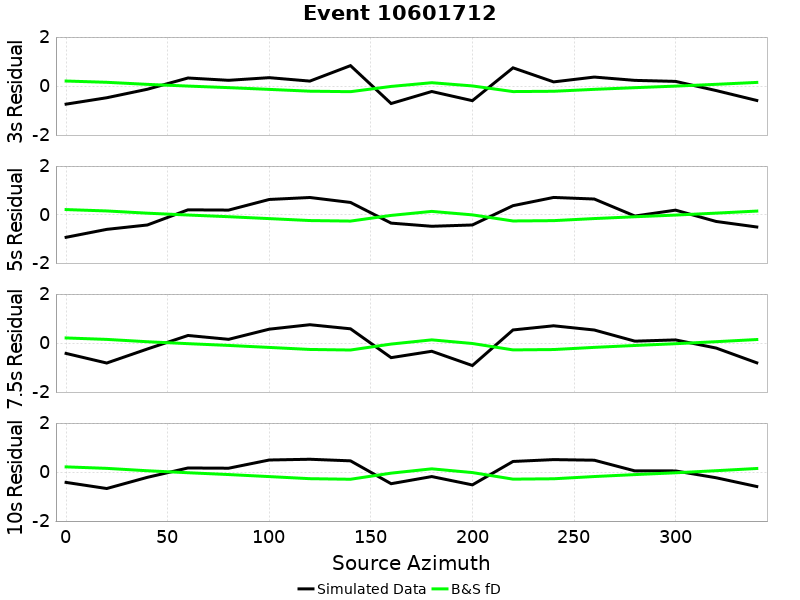 Event 10601712
3s Residual
2
0
-2
5s Residual
2
0
-2
7.5s Residual
2
0
-2
10s Residual
2
0
-2
0 50 100 150 200 250 300
Source Azimuth
Simulated Data B&S fD